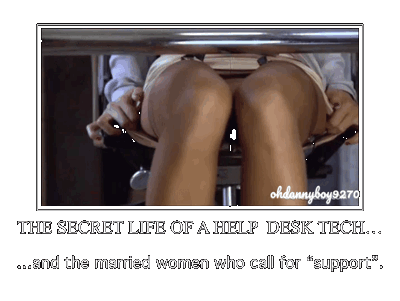 ohdannyboy9270
THE SECRET LIFE OF A HELP DESK TECH...
...and the married women who call for "support".